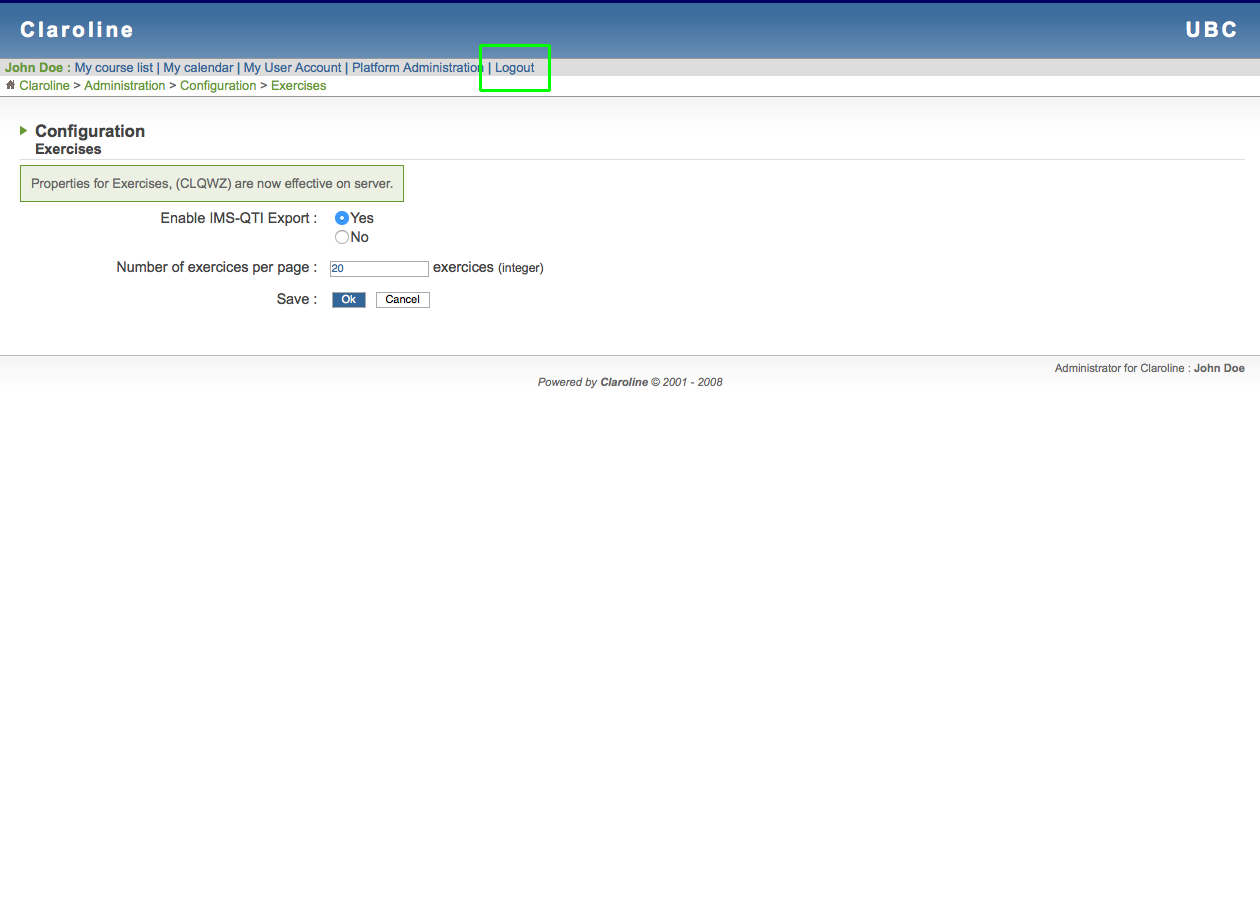 Claroline UBC
John Doe : My course list | My calendar | My User Account | Platform Administration | Logout
Claroline > Administration > Configuration > Exercises
Configuration
Exercises
Properties for Exercises, (CLQWZ) are now effective on server.
Enable IMS-QTI Export : Yes
No
Number of exercices per page : 20 exercices (integer)
Save : Ok Cancel
Administrator for Claroline : John Doe
Powered by Claroline © 2001 - 2008